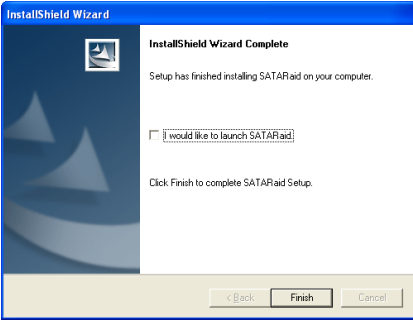 InstallShield Wizard
InstallShield Wizard Complete
Setup has finished installing SATARaid on your computer.
I would like to launch SATARaid.
Click Finish to complete SATARaid Setup.
< Back
Finish
Cancel